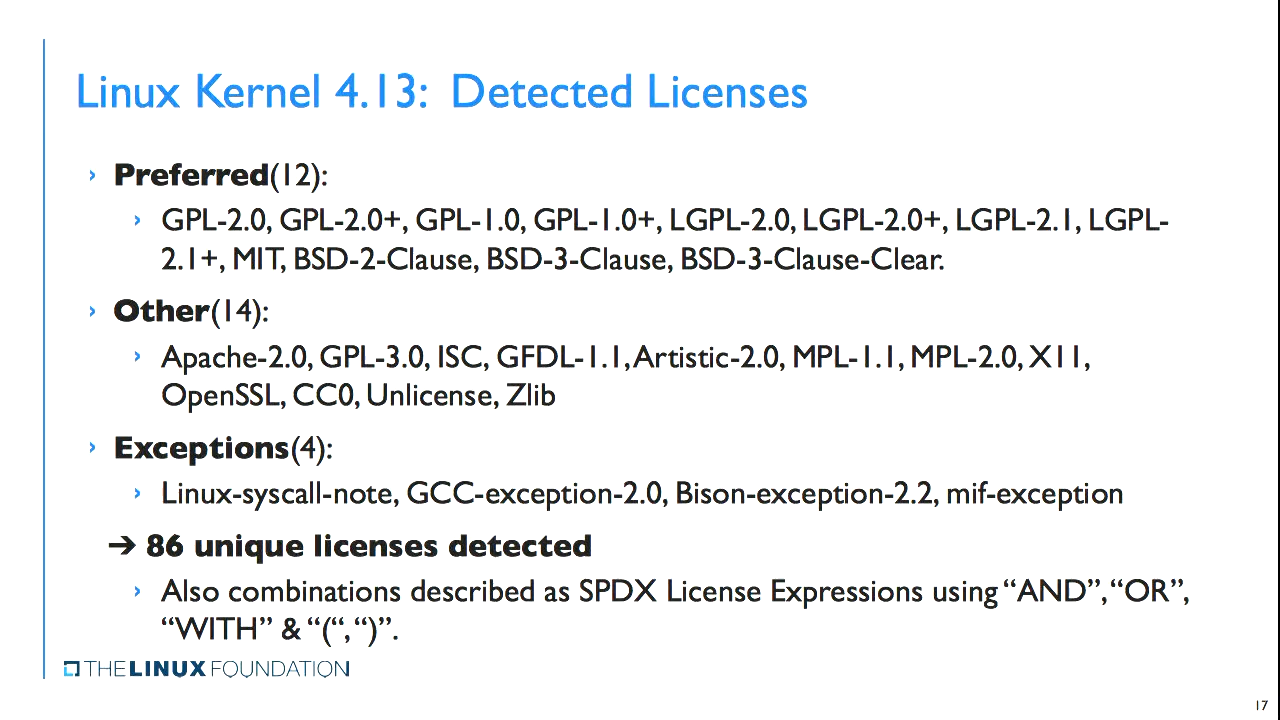 Linux Kernel 4.13:  Detected Licenses
› Preferred(12):
› GPL-2.0, GPL-2.0+, GPL-1.0, GPL-1.0+, LGPL-2.0, LGPL-2.0+, LGPL-2.1, LGPL-
2.1+, MIT, BSD-2-Clause, BSD-3-Clause, BSD-3-Clause-Clear.
› Other(14):
› Apache-2.0, GPL-3.0, ISC, GFDL-1.1, Artistic-2.0, MPL-1.1, MPL-2.0, X11,
OpenSSL, CC0, Unlicense, Zlib
› Exceptions(4):
› Linux-syscall-note, GCC-exception-2.0, Bison-exception-2.2, mif-exception
➔ 86 unique licenses detected
› Also combinations described as SPDX License Expressions using “AND”, “OR”,
“WITH” & “(“, “)”.
THE LINUX FOUNDATION
17